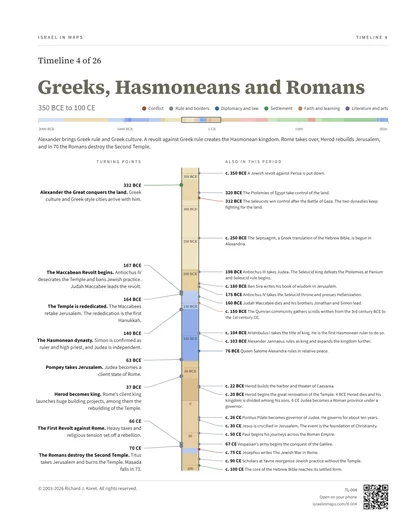 ISRAEL IN MAPS
TIMELINE 4
Timeline 4 of 26
Greeks, Hasmoneans and Romans
350 BCE to 100 CE
Conflict
Rule and borders
Diplomacy and law
Settlement
Faith and learning
Literature and arts
Alexander brings Greek rule and Greek culture. A revolt against Greek rule creates the Hasmonean kingdom. Rome takes over, Herod rebuilds Jerusalem,
and in 70 the Romans destroy the Second Temple.
TURNING POINTS
332 BCE
Alexander the Great conquers the land. Greek
culture and Greek-style cities arrive with him.
167 BCE
The Maccabean Revolt begins. Antiochus IV
desecrates the Temple and bans Jewish practice.
Judah Maccabee leads the revolt.
164 BCE
The Temple is rededicated. The Maccabees
retake Jerusalem. The rededication is the first
Hanukkah.
140 BCE
The Hasmonean dynasty. Simon is confirmed as
ruler and high priest, and Judea is independent.
63 BCE
Pompey takes Jerusalem. Judea becomes a
client state of Rome.
37 BCE
Herod becomes king. Rome's client king
launches huge building projects, among them the
rebuilding of the Temple.
66 CE
The First Revolt against Rome. Heavy taxes and
religious tension set off a rebellion.
70 CE
The Romans destroy the Second Temple. Titus
takes Jerusalem and burns the Temple. Masada
falls in 73.
ALSO IN THIS PERIOD
c. 350 BCE A Jewish revolt against Persia is put down.
320 BCE The Ptolemies of Egypt take control of the land.
312 BCE The Seleucids win control after the Battle of Gaza. The two dynasties keep
fighting for the land.
c. 250 BCE The Septuagint, a Greek translation of the Hebrew Bible, is begun in
Alexandria.
198 BCE Antiochus III takes Judea. The Seleucid king defeats the Ptolemies at Panium
and Seleucid rule begins.
c. 180 BCE Ben Sira writes his book of wisdom in Jerusalem.
175 BCE Antiochus IV takes the Seleucid throne and presses Hellenization.
160 BCE Judah Maccabee dies and his brothers Jonathan and Simon lead.
c. 150 BCE The Qumran community gathers scrolls written from the 3rd century BCE to
the 1st century CE.
c. 104 BCE Aristobulus I takes the title of king. He is the first Hasmonean ruler to do so.
c. 103 BCE Alexander Jannaeus rules as king and expands the kingdom further.
76 BCE Queen Salome Alexandra rules in relative peace.
c. 22 BCE Herod builds the harbor and theater of Caesarea.
c. 20 BCE Herod begins the great renovation of the Temple. 4 BCE Herod dies and his
kingdom is divided among his sons. 6 CE Judea becomes a Roman province under a
governor.
c. 26 CE Pontius Pilate becomes governor of Judea. He governs for about ten years.
c. 30 CE Jesus is crucified in Jerusalem. The event is the foundation of Christianity.
c. 50 CE Paul begins his journeys across the Roman Empire.
67 CE Vespasian's army begins the conquest of the Galilee.
c. 75 CE Josephus writes The Jewish War in Rome.
c. 90 CE Scholars at Yavne reorganize Jewish practice without the Temple.
c. 100 CE The core of the Hebrew Bible reaches its settled form.
© 2003-2026 Richard J. Korel. All rights reserved.
TL-004
Open on your phone